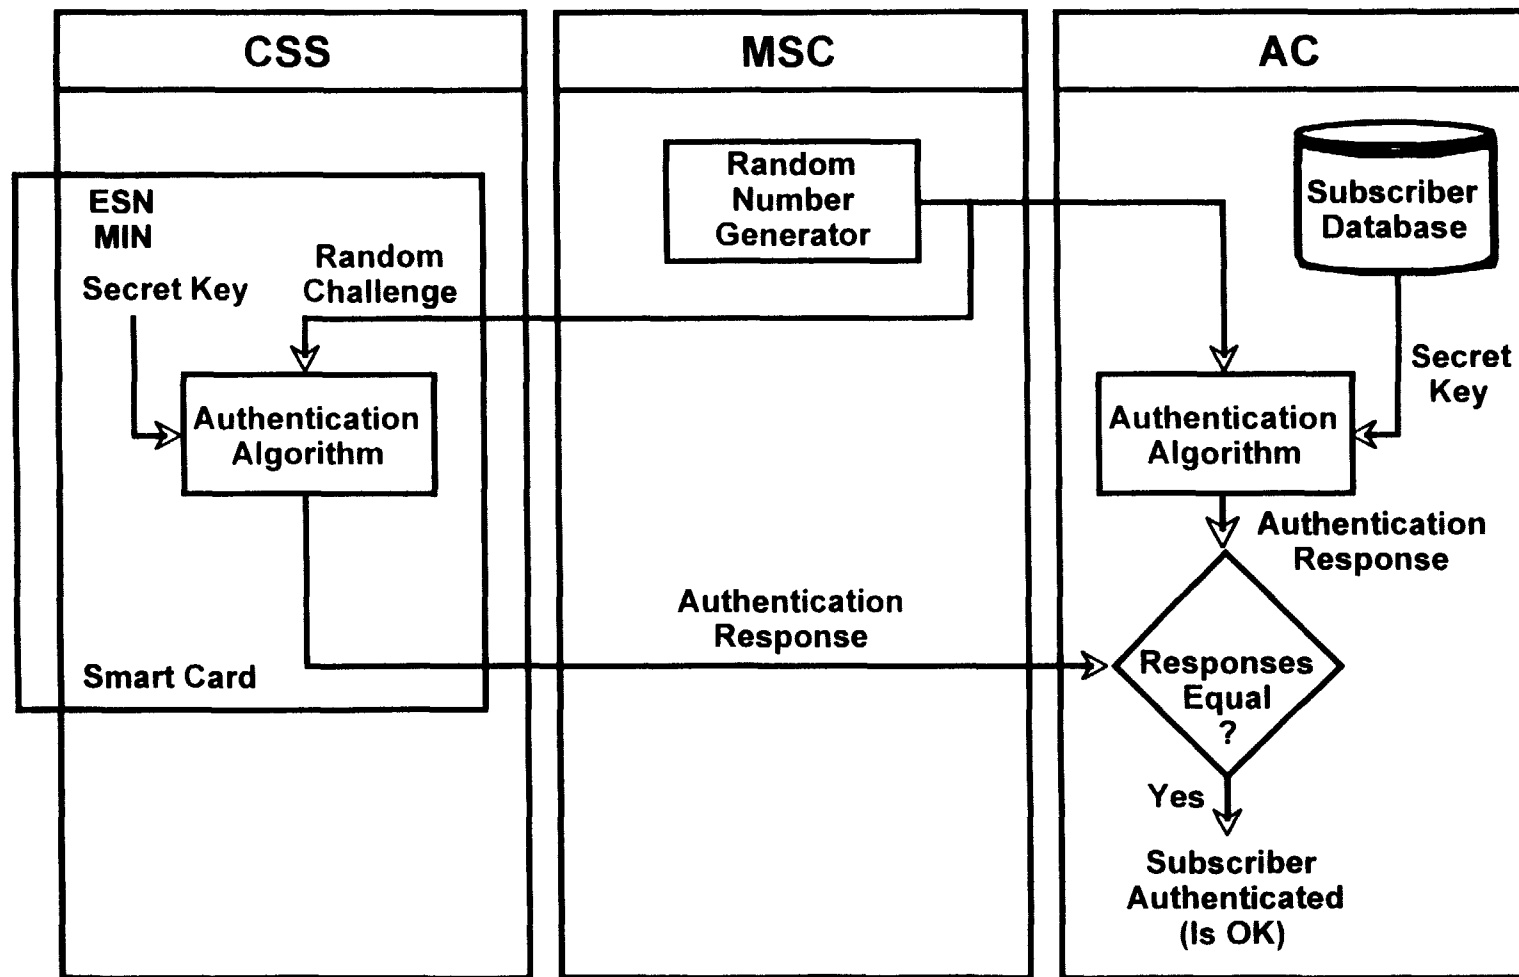 CSS
MSC
AC
ESN
MIN
Secret Key
Random
Challenge
Authentication
Algorithm
Smart Card
Random
Number
Generator
Authentication
Response
Subscriber
Database
Secret
Key
Authentication
Algorithm
Authentication
Response
Responses
Equal
?
Yes
Subscriber
Authenticated
(Is OK)